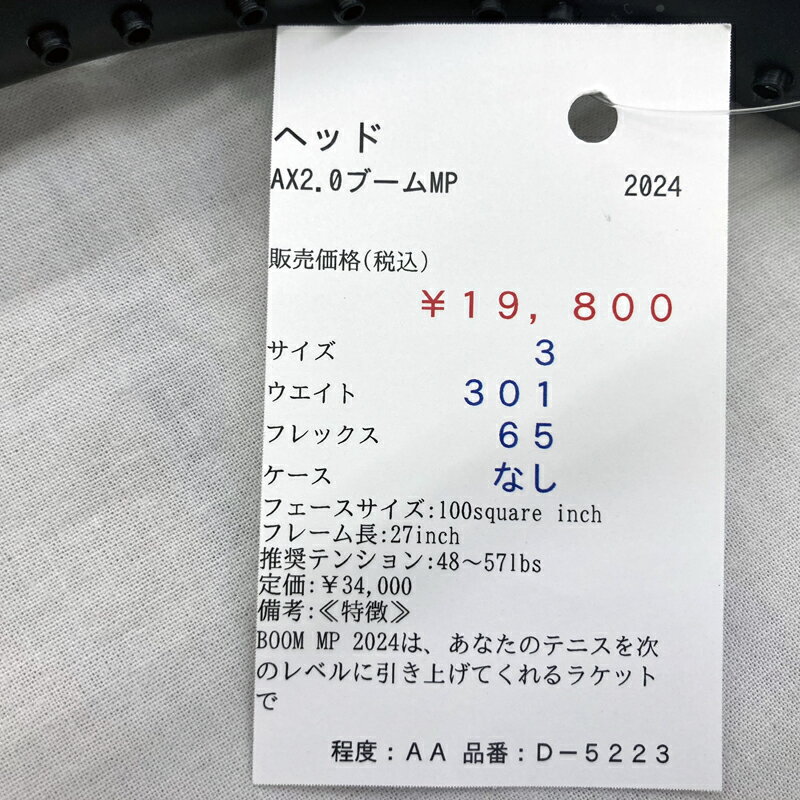 ヘッド
AX2.0ブームMP 2024
販売価格(税込)
￥１９，８００
サイズ ３
ウエイト ３０１
フレックス ６５
ケース なし
フェースサイズ:100square inch
フレーム長:27inch
推奨テンション:48～57lbs
定価:￥34,000
備考:≪特徴≫
BOOM MP 2024は、あなたのテニスを次
のレベルに引き上げてくれるラケット
で
程度：ＡＡ 品番：Ｄ－５２２３